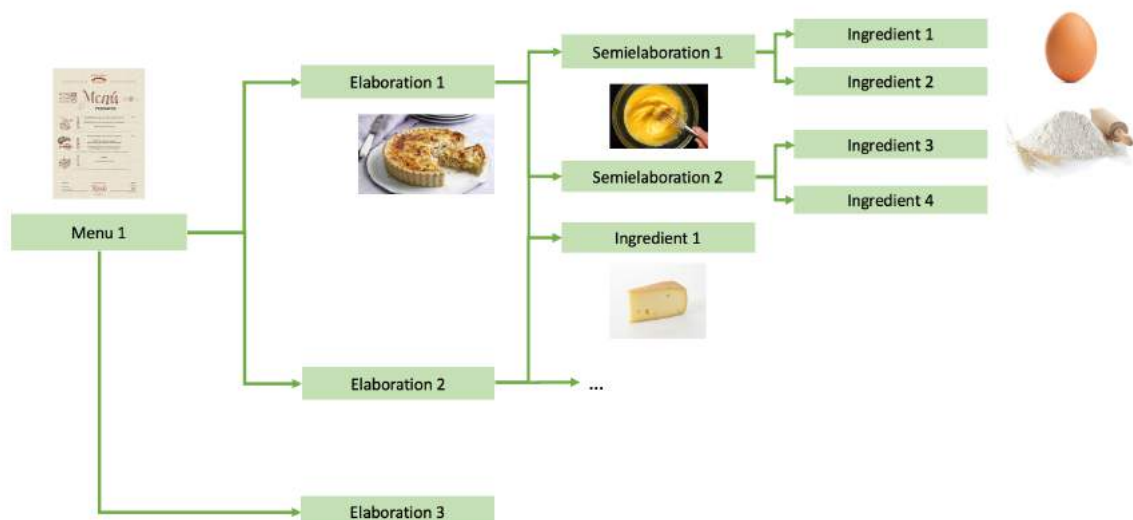 Menu 1
Elaboration 1
Elaboration 2
Elaboration 3
Semielaboration 1
Semielaboration 2
Ingredient 1
...
Ingredient 1
Ingredient 2
Ingredient 3
Ingredient 4
Menú